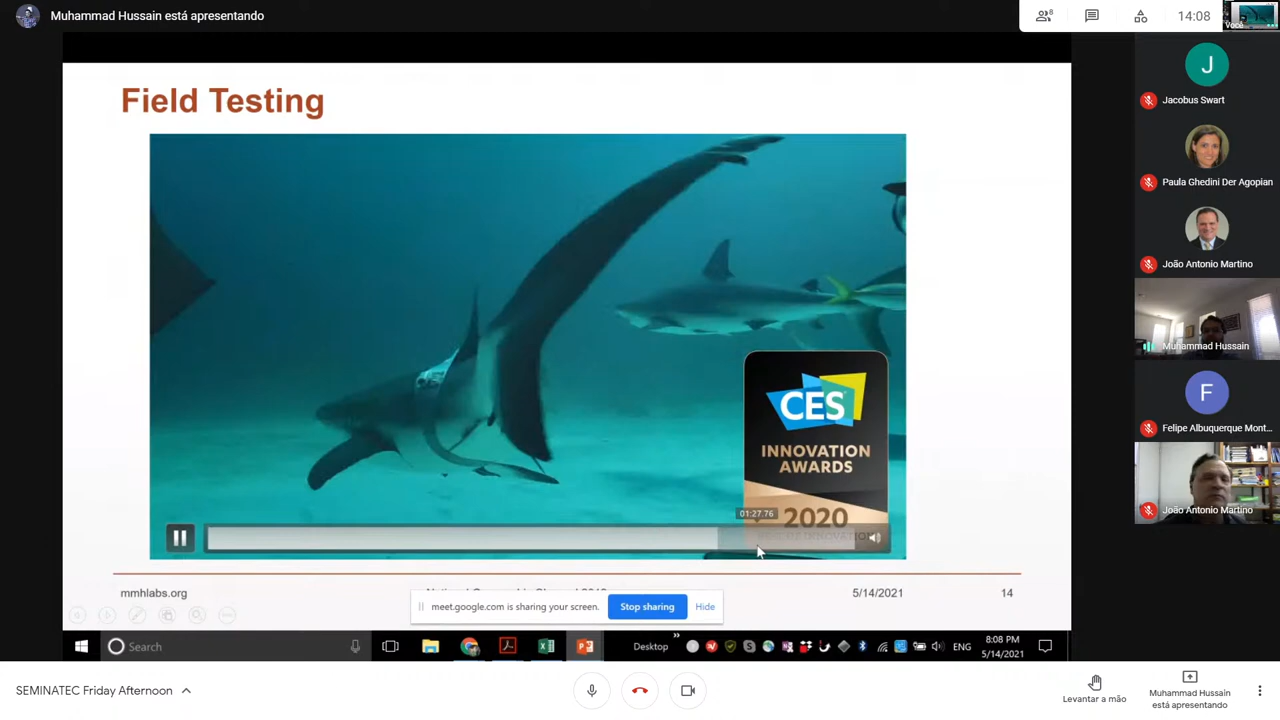 Muhammad Hussain está apresentando
8
14:08
Você
Field Testing
CES
INNOVATION
AWARDS
2020
01:27.76
mmhlabs.org
5/14/2021
14
meet.google.com is sharing your screen.
Stop sharing
Hide
Search
Desktop
ENG
8:08 PM
5/14/2021
J
Jacobus Swart
Paula Ghedini Der Agopian
João Antonio Martino
Muhammad Hussain
F
Felipe Albuquerque Mont...
João Antonio Martino
SEMINATEC Friday Afternoon
Levantar a mão
Muhammad Hussain
está apresentando